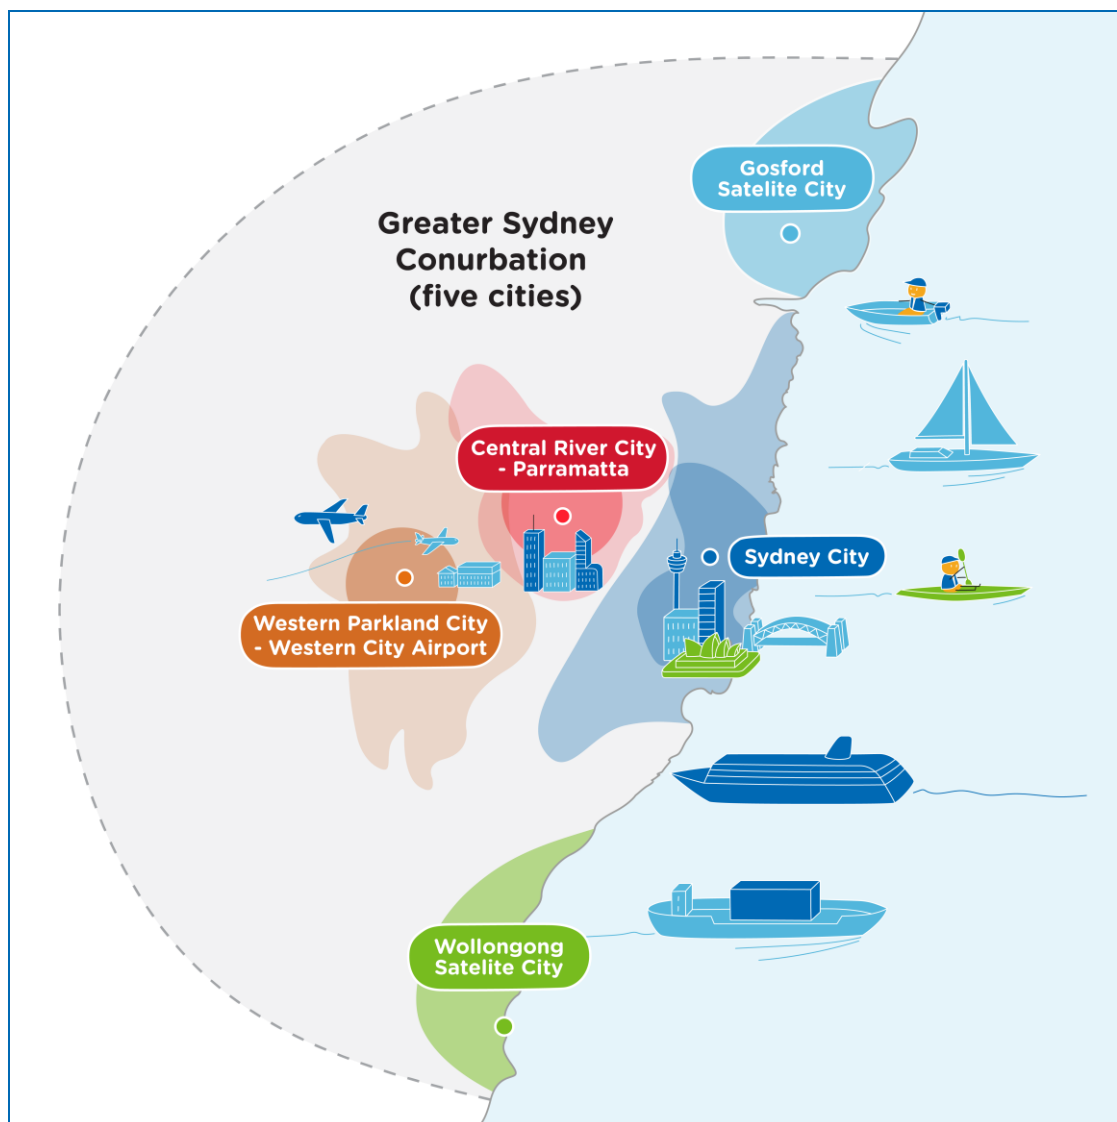 Gosford
Satelite City
Greater Sydney
Conurbation
(five cities)
Central River City
- Parramatta
Sydney City
Western Parkland City
- Western City Airport
Wollongong
Satelite City